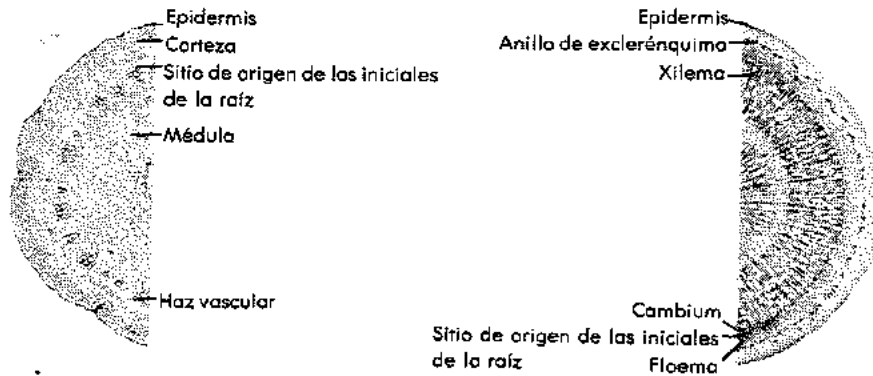 Epidermis
Corteza
Sitio de origen de las iniciales
de la raíz
Médula
Haz vascular
Epidermis
Anillo de exclerénquima
Xilema
Cambium
Sitio de origen de las iniciales
de la raíz
Floema